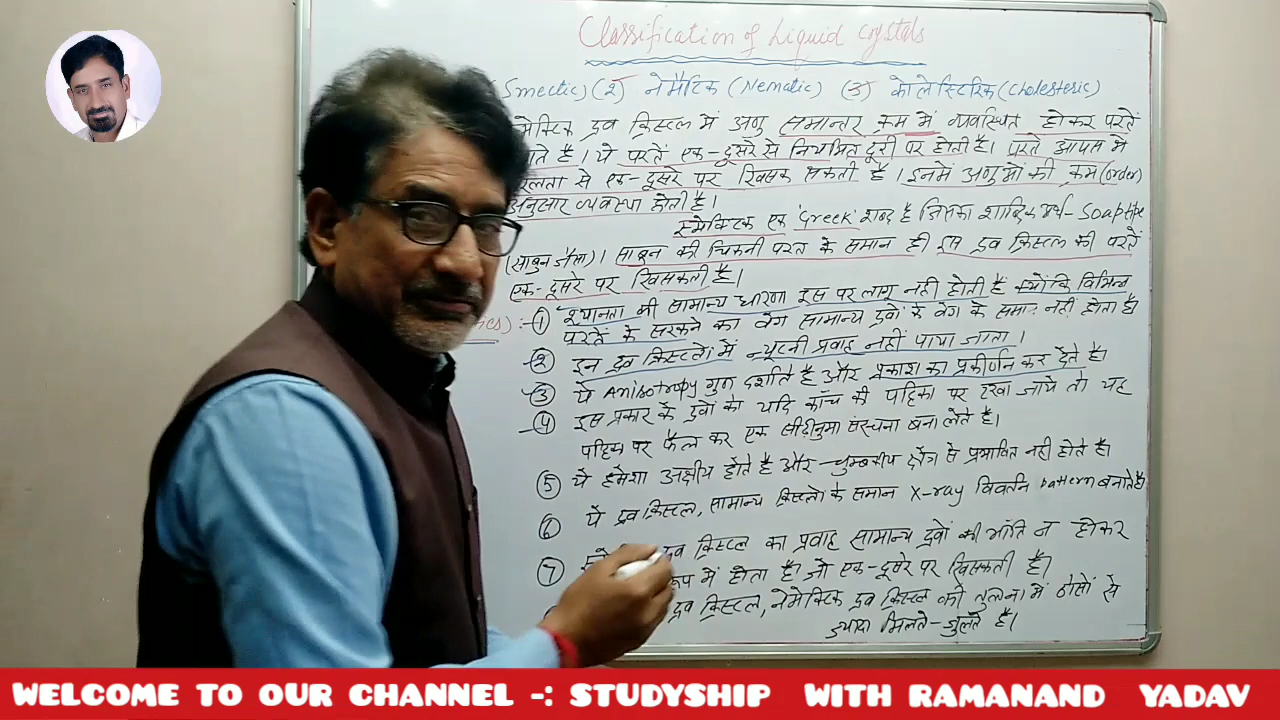 Classification of Liquid Crystals
Smectic) (2) नेमैटिक (Nematic) (3) कोलेस्टिरिक (Cholesteric)
मेक्टिक द्रव क्रिस्टल में अणु समान्तर क्रम में व्यवस्थित होकर परतें
ाते है। ये परतें एक-दूसरे से नियमित दूरी पर होती है। परतें आपस में
रलता से एक-दूसरे पर खिसक सकती है। इनमें अणुओं की क्रम (order)
अनुसार व्यवस्था होती है।
स्मेक्टिक एक 'Greek' शब्द है जिसका शाब्दिक अर्थ - Soap type
(साबुन जैसा)। साबुन की चिकनी परत के समान ही इस द्रव क्रिस्टल की परतें
एक-दूसरे पर खिसकती है।
ncs) :- (1) श्यानता की सामान्य धारणा इस पर लागू नही होती है क्योंकि विभिन्न
परतों के सरकने का वेग सामान्य द्रवों के वेग के समान नहीं होता है।
(2) इन द्रव क्रिस्टलों में न्यूटनी प्रवाह नहीं पाया जाता।
(3) ये Anisotropy गुण दर्शाते है और प्रकाश का प्रकीर्णन कर देते है।
(4) इस प्रकार के द्रवों को यदि काँच की पट्टिका पर रखा जाये तो यह
पट्टिका पर फैल कर एक सीढ़ीनुमा संरचना बना लेते है।
(5) ये हमेशा अक्षीय होते है और चुम्बकीय क्षेत्र से प्रभावित नही होते है।
(6) ये द्रव क्रिस्टल, सामान्य क्रिस्टलों के समान X-ray विवर्तन pattern बनाते है
(7) द्रव क्रिस्टल का प्रवाह सामान्य द्रवों की भांति न होकर
रूप में होता है। जो एक-दूसरे पर खिसकती है।
द्रव क्रिस्टल, नेमेक्टिक द्रव क्रिस्टल की तुलना में ठोसों से
ज्यादा मिलते-जुलते है।
WELCOME TO OUR CHANNEL -: STUDYSHIP WITH RAMANAND YADAV